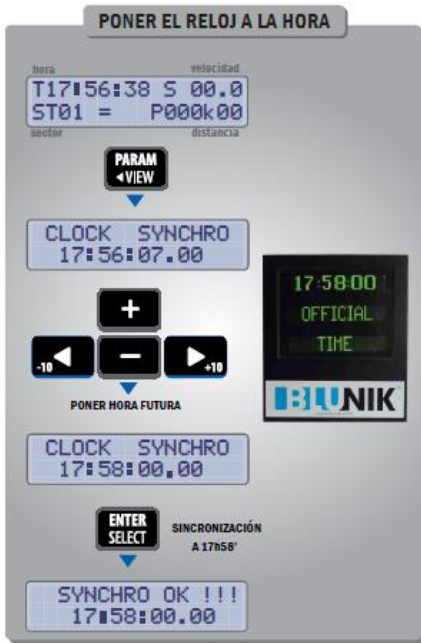 PONER EL RELOJ A LA HORA
hora velocidad
T17:56:38 S 00.0
ST01 = P000k00
sector distancia
PARAM
◄VIEW
CLOCK SYNCHRO
17:56:07.00
+
-10 ◄ − ► +10
PONER HORA FUTURA
17:58:00
OFFICIAL
TIME
BLUNIK
CLOCK SYNCHRO
17:58:00.00
ENTER
SELECT
SINCRONIZACIÓN
A 17h58'
SYNCHRO OK !!!
17:58:00.00